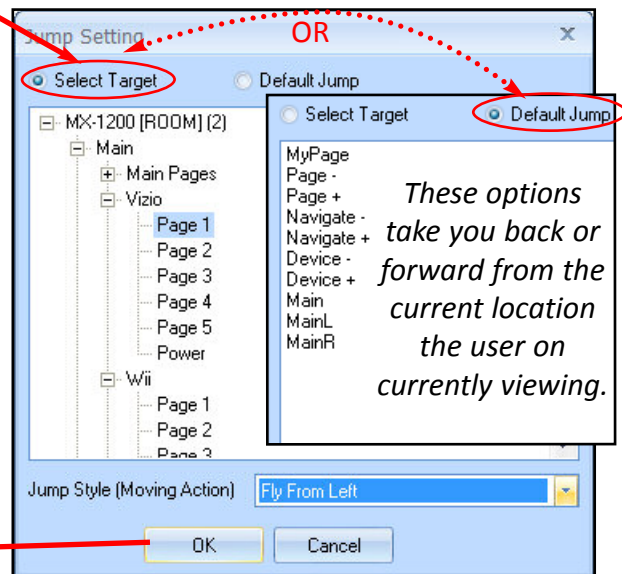 Jump Setting
OR
x
Select Target
Default Jump
MX-1200 [ROOM] (2)
Main
Main Pages
Vizio
Page 1
Page 2
Page 3
Page 4
Page 5
Power
Wii
Page 1
Page 2
Page 3
Select Target
Default Jump
MyPage
Page -
Page +
Navigate -
Navigate +
Device -
Device +
Main
MainL
MainR
These options
take you back or
forward from the
current location
the user on
currently viewing.
Jump Style (Moving Action)
Fly From Left
OK
Cancel